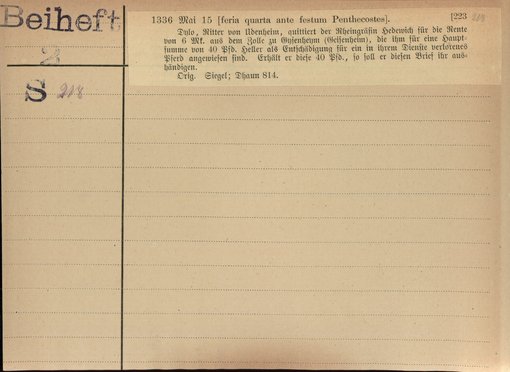 Beiheft
2
S 218
1336 Mai 15 [feria quarta ante festum Penthecostes]. [223 218
Dylo, Ritter von Udenheim, quittiert der Rheingräfin Hedewich für die Rente
von 6 Mk. aus dem Zolle zu Gysenheym (Geisenheim), die ihm für eine Haupt-
summe von 40 Pfd. Heller als Entschädigung für ein in ihrem Dienste verlorenes
Pferd angewiesen sind. Erhält er diese 40 Pfd., so soll er diesen Brief ihr aus-
händigen.
Orig. Siegel; Dhaun 814.